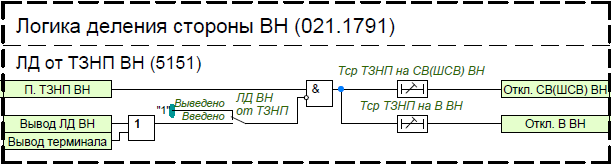 Логика деления стороны ВН (021.1791)
ЛД от ТЗНП ВН (5151)
Тср ТЗНП на СВ(ШСВ) ВН
П. ТЗНП ВН
&
Откл. СВ(ШСВ) ВН
"1"
Выведено
Введено
ЛД ВН
от ТЗНП
Тср ТЗНП на В ВН
Вывод ЛД ВН
1
Откл. В ВН
Вывод терминала